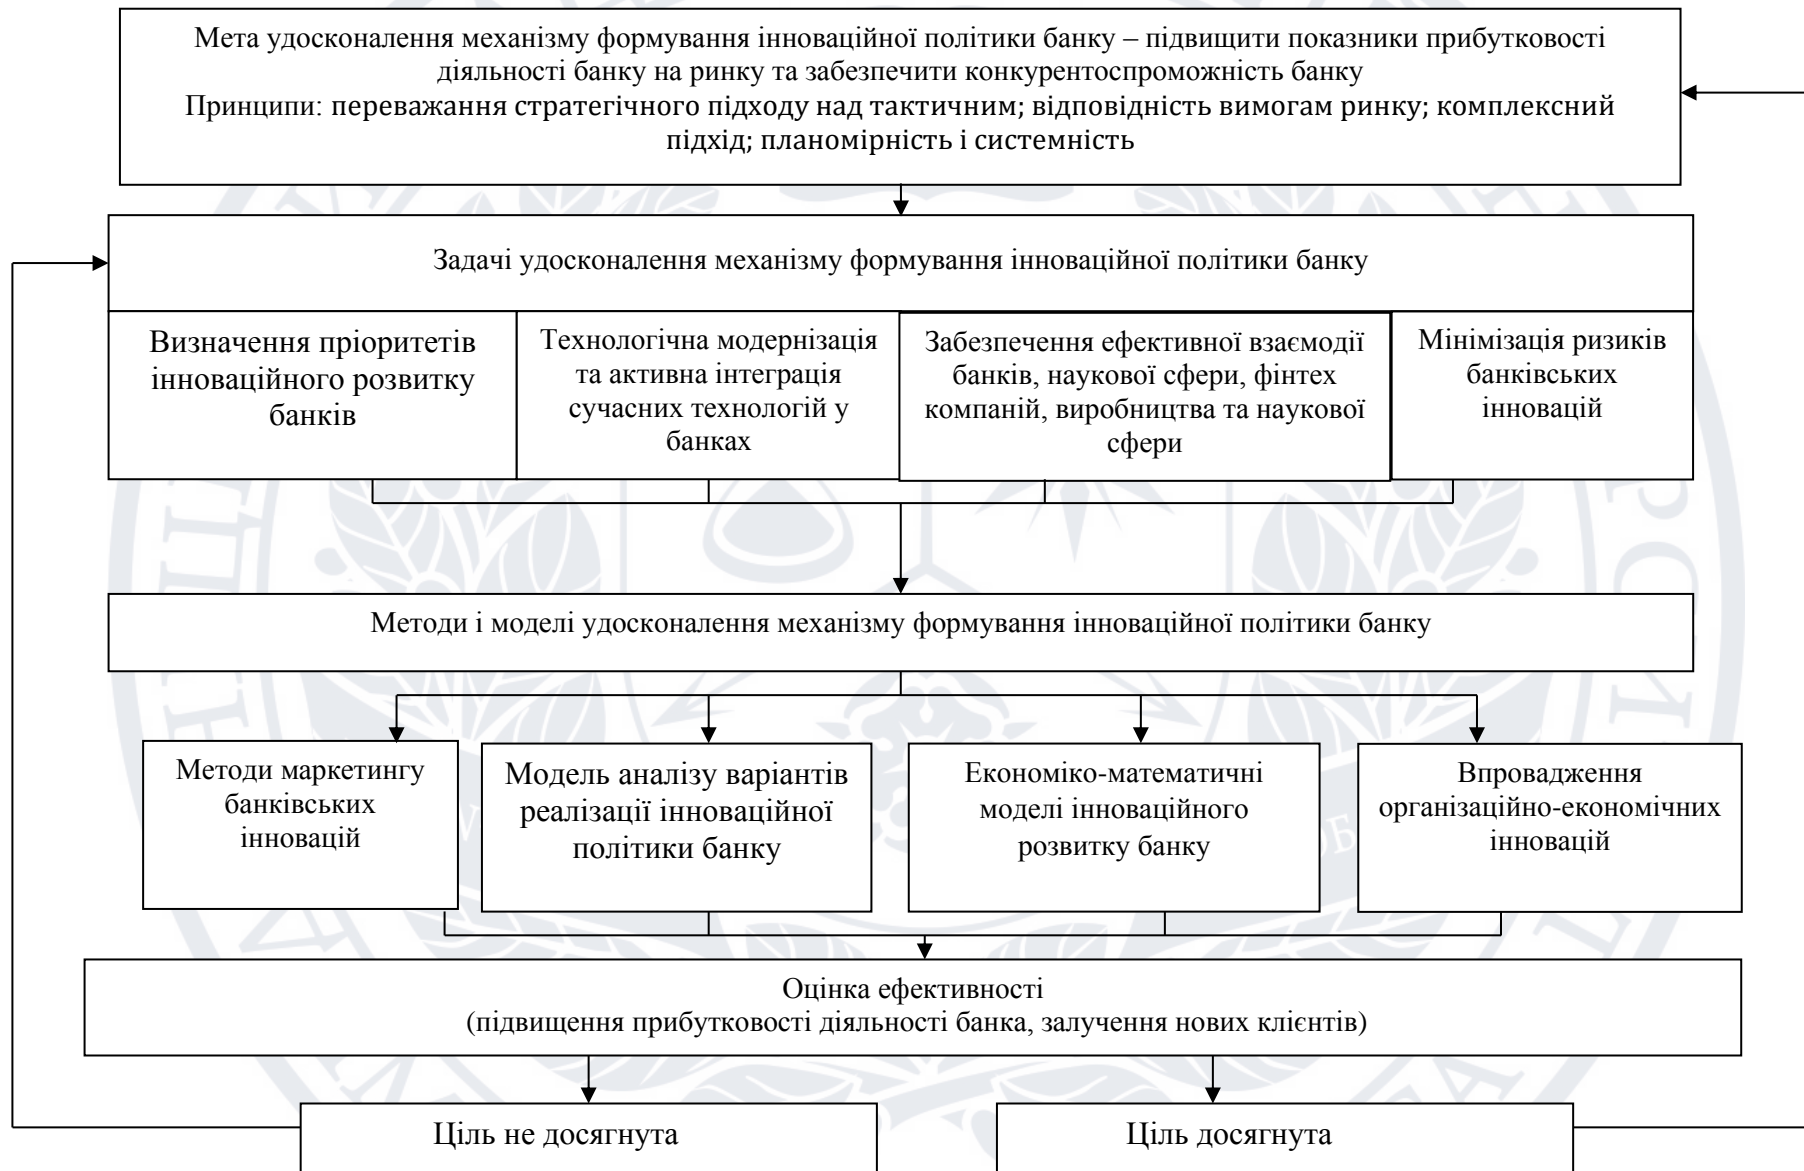 Мета удосконалення механізму формування інноваційної політики банку – підвищити показники прибутковості
діяльності банку на ринку та забезпечити конкурентоспроможність банку
Принципи: переважання стратегічного підходу над тактичним; відповідність вимогам ринку; комплексний
підхід; планомірність і системність
Задачі удосконалення механізму формування інноваційної політики банку
Визначення пріоритетів
інноваційного розвитку
банків
Технологічна модернізація
та активна інтеграція
сучасних технологій у
банках
Забезпечення ефективної взаємодії
банків, наукової сфери, фінтех
компаній, виробництва та наукової
сфери
Мінімізація ризиків
банківських
інновацій
Методи і моделі удосконалення механізму формування інноваційної політики банку
Методи маркетингу
банківських
інновацій
Модель аналізу варіантів
реалізації інноваційної
політики банку
Економіко-математичні
моделі інноваційного
розвитку банку
Впровадження
організаційно-економічних
інновацій
Оцінка ефективності
(підвищення прибутковості діяльності банка, залучення нових клієнтів)
Ціль не досягнута
Ціль досягнута